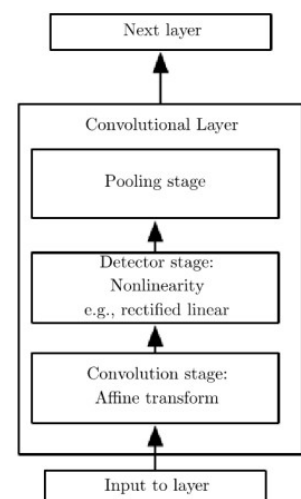 Next layer
Convolutional Layer
Pooling stage
Detector stage:
Nonlinearity
e.g., rectified linear
Convolution stage:
Affine transform
Input to layer